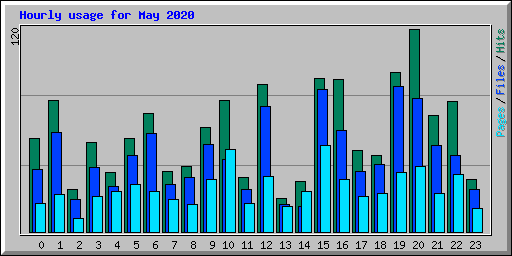 Hourly usage for May 2020
120
Pages/Files/Hits
0 1 2 3 4 5 6 7 8 9 10 11 12 13 14 15 16 17 18 19 20 21 22 23